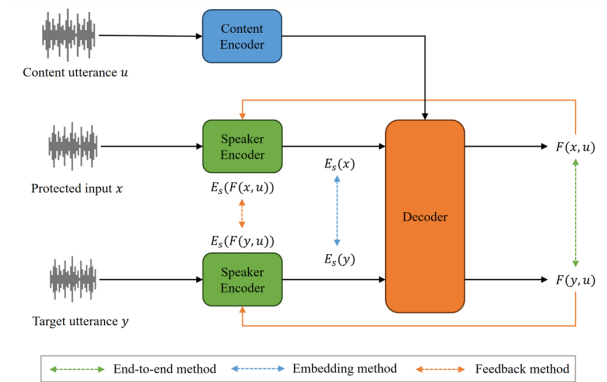 Content
Encoder
Content utterance u
Speaker
Encoder
F(x, u)
E_s(x)
Protected input x
E_s(F(x, u))
Decoder
E_s(F(y, u))
E_s(y)
Speaker
Encoder
F(y, u)
Target utterance y
End-to-end method
Embedding method
Feedback method